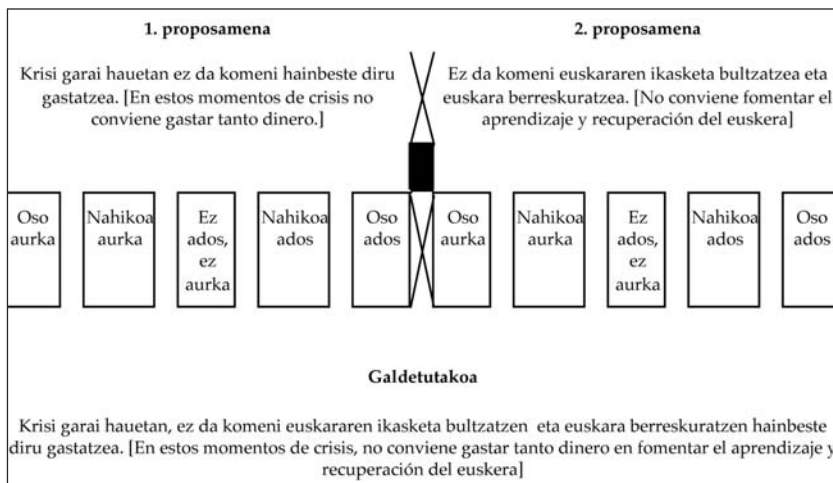 1. proposamena
Krisi garai hauetan ez da komeni hainbeste diru
gastatzea. [En estos momentos de crisis no
conviene gastar tanto dinero.]
2. proposamena
Ez da komeni euskararen ikasketa bultzatzea eta
euskara berreskuratzea. [No conviene fomentar el
aprendizaje y recuperación del euskera]
Oso
aurka
Nahikoa
aurka
Ez
ados,
ez
aurka
Nahikoa
ados
Oso
ados
Oso
aurka
Nahikoa
aurka
Ez
ados,
ez
aurka
Nahikoa
ados
Oso
ados
Galdetutakoa
Krisi garai hauetan, ez da komeni euskararen ikasketa bultzatzen eta euskara berreskuratzen hainbeste
diru gastatzea. [En estos momentos de crisis, no conviene gastar tanto dinero en fomentar el aprendizaje y
recuperación del euskera]